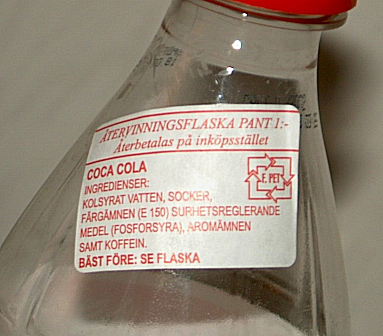 ÅTERVINNINGSFLASKA PANT 1:-
Återbetalas på inköpsstället
COCA COLA
INGREDIENSER:
KOLSYRAT VATTEN, SOCKER,
FÄRGÄMNEN (E 150) SURHETSREGLERANDE
MEDEL (FOSFORSYRA), AROMÄMNEN
SAMT KOFFEIN.
BÄST FÖRE: SE FLASKA
F. PET